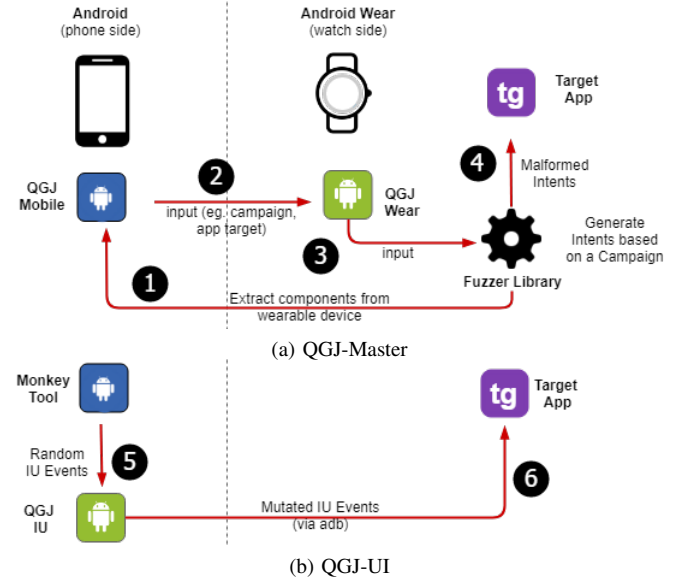 Android
(phone side)
Android Wear
(watch side)
tg
Target
App
QGJ
Mobile
2
input (eg. campaign,
app target)
QGJ
Wear
3
input
4
Malformed
Intents
Generate
Intents based
on a Campaign
Fuzzer Library
1
Extract components from
wearable device
(a) QGJ-Master
Monkey
Tool
Random
IU Events
5
QGJ
IU
Mutated IU Events
(via adb)
6
tg
Target
App
(b) QGJ-UI